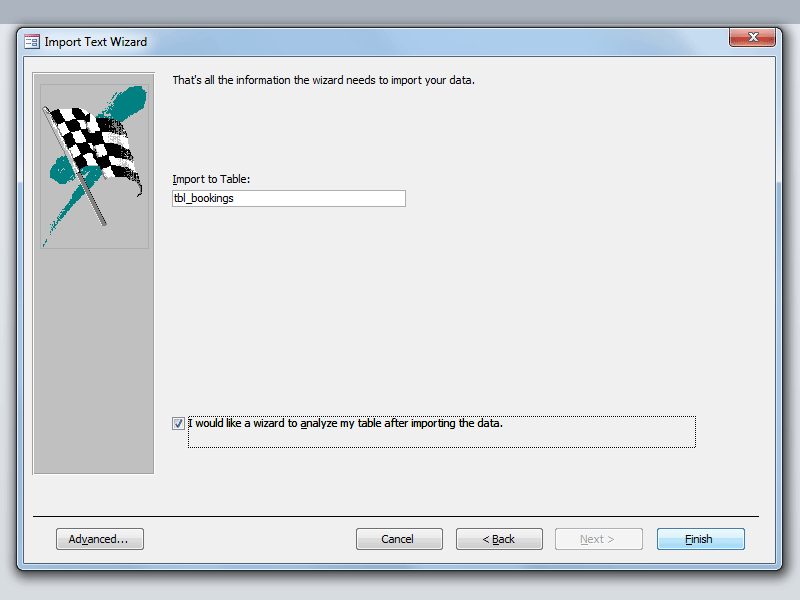 Import Text Wizard
That's all the information the wizard needs to import your data.
Import to Table:
tbl_bookings
I would like a wizard to analyze my table after importing the data.
Advanced... Cancel < Back Next > Finish